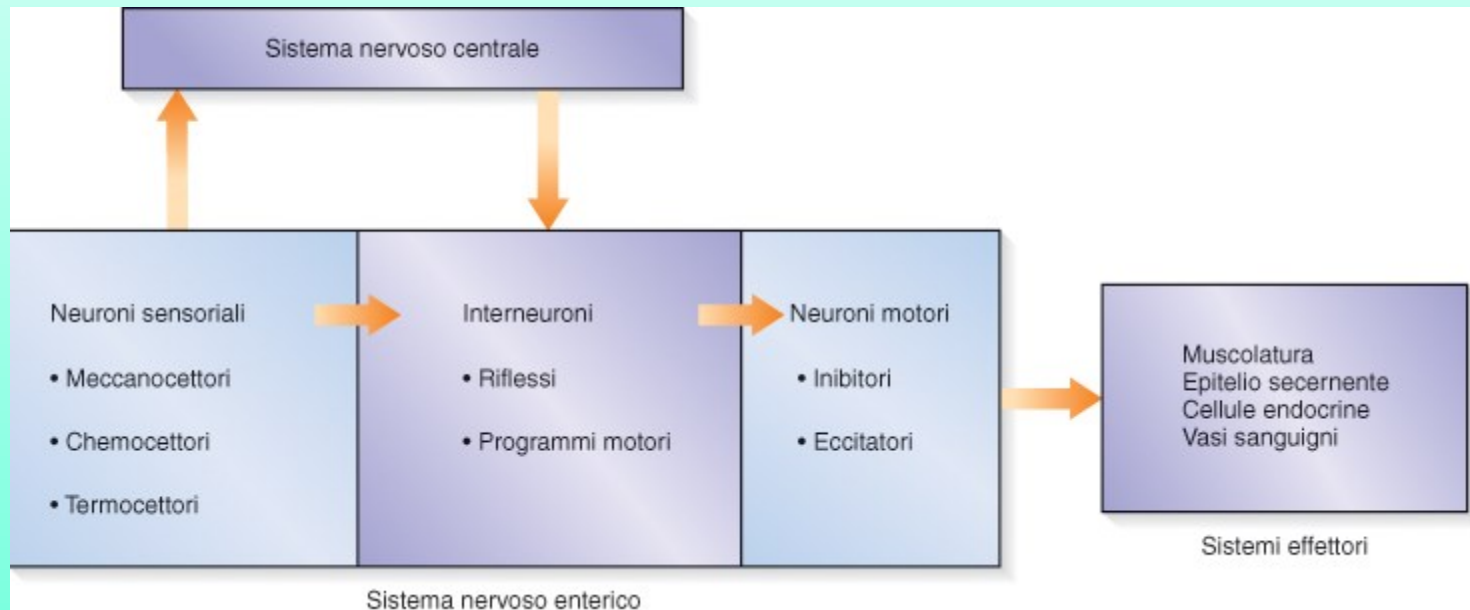 Sistema nervoso centrale
Neuroni sensoriali
• Meccanocettori
• Chemocettori
• Termocettori
Interneuroni
• Riflessi
• Programmi motori
Neuroni motori
• Inibitori
• Eccitatori
Muscolatura
Epitelio secernente
Cellule endocrine
Vasi sanguigni
Sistemi effettori
Sistema nervoso enterico